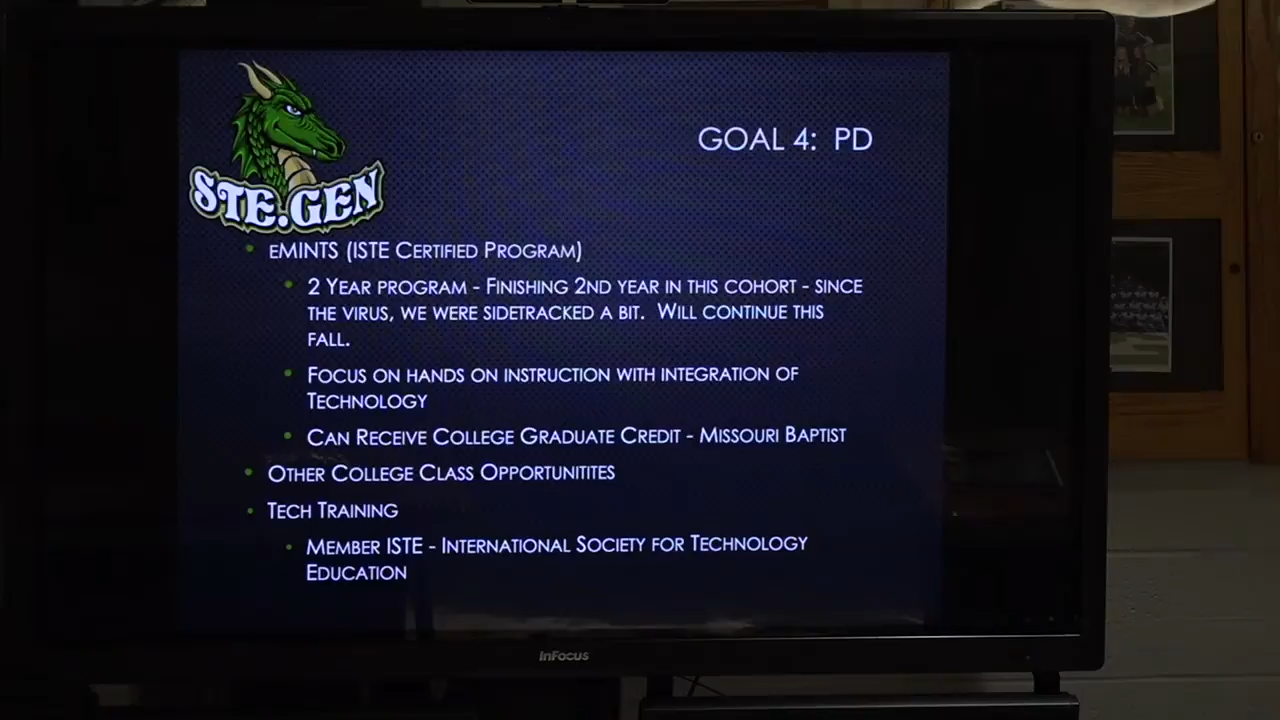 STE.GEN
GOAL 4: PD
eMINTS (ISTE CERTIFIED PROGRAM)
2 YEAR PROGRAM - FINISHING 2ND YEAR IN THIS COHORT - SINCE
THE VIRUS, WE WERE SIDETRACKED A BIT. WILL CONTINUE THIS
FALL.
FOCUS ON HANDS ON INSTRUCTION WITH INTEGRATION OF
TECHNOLOGY
CAN RECEIVE COLLEGE GRADUATE CREDIT - MISSOURI BAPTIST
OTHER COLLEGE CLASS OPPORTUNITITES
TECH TRAINING
MEMBER ISTE - INTERNATIONAL SOCIETY FOR TECHNOLOGY
EDUCATION
InFocus